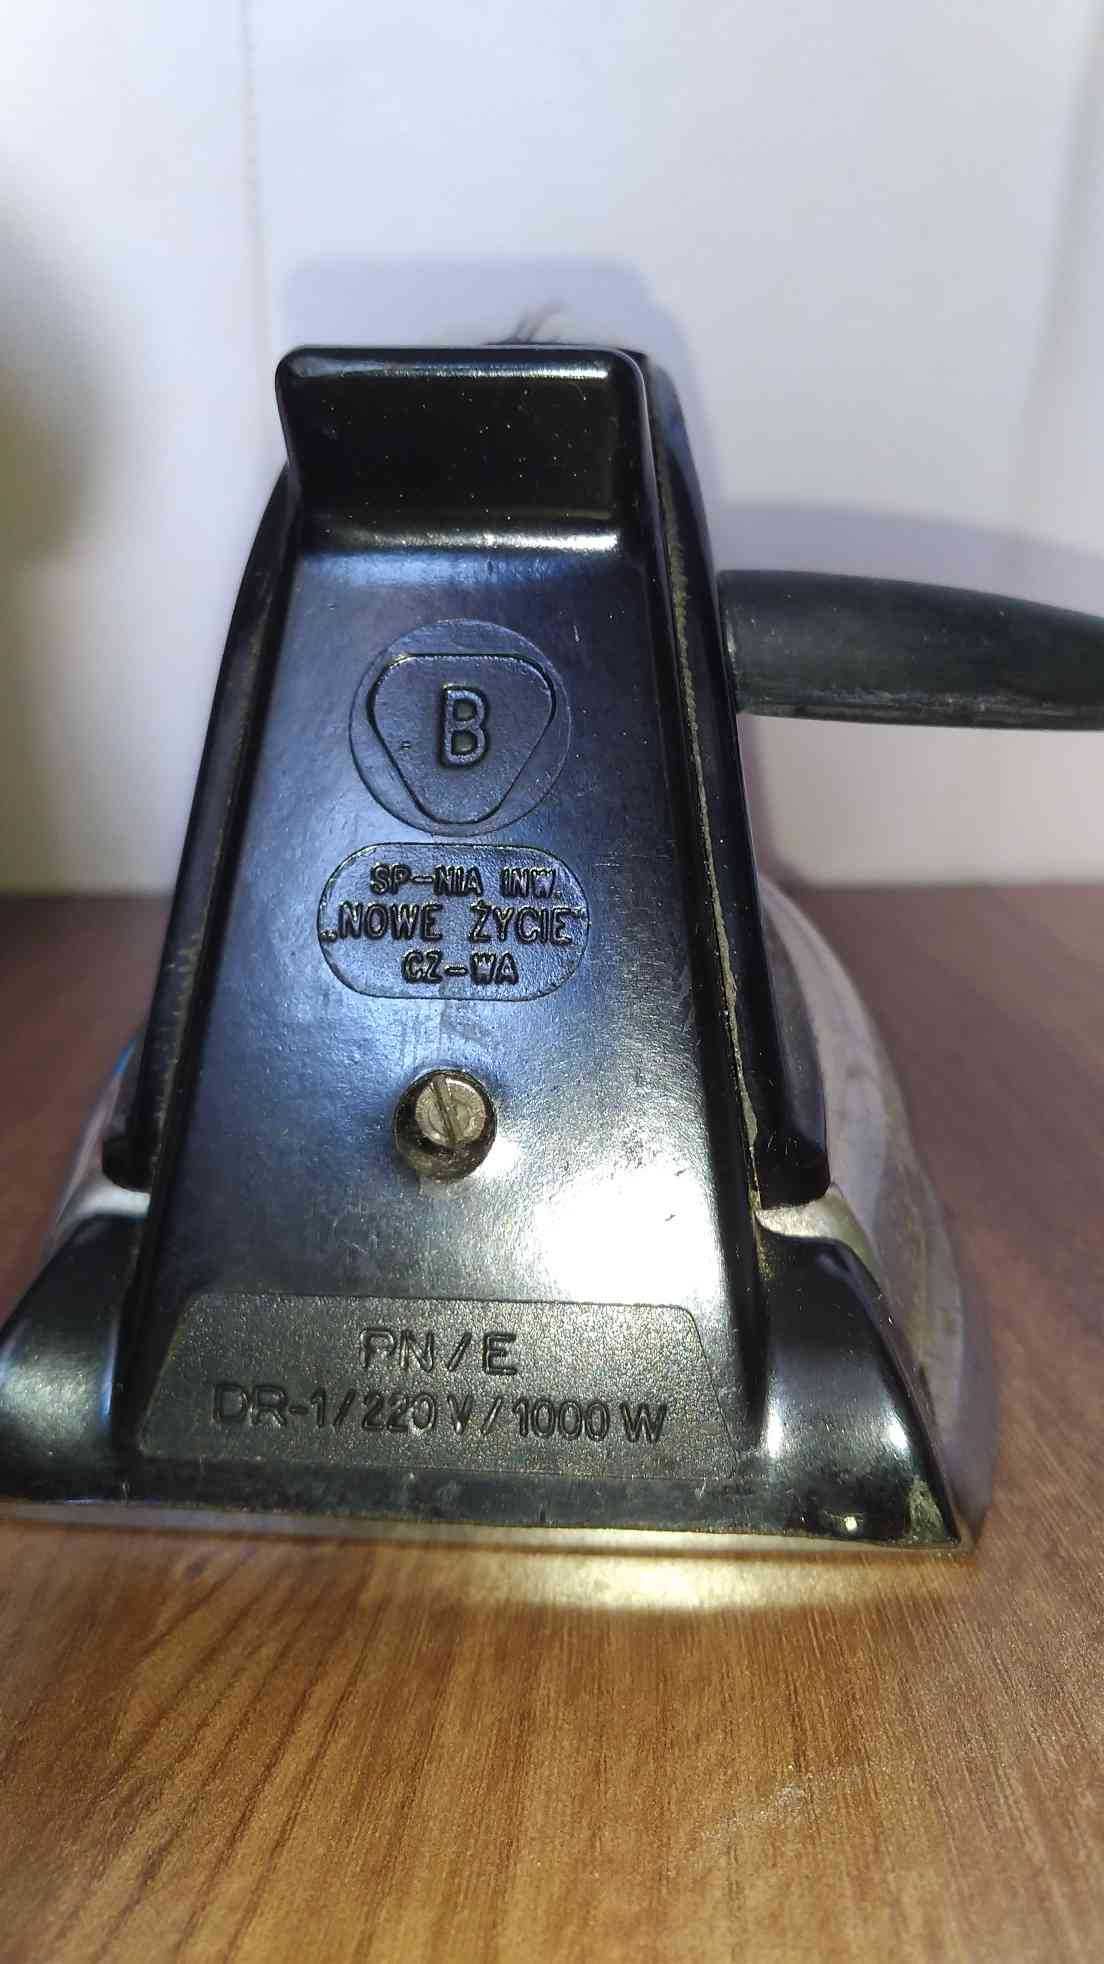 B
SP-NIA INW.
„NOWE ŻYCIE"
CZ-WA
PN/E
DR-1/220 V/1000 W